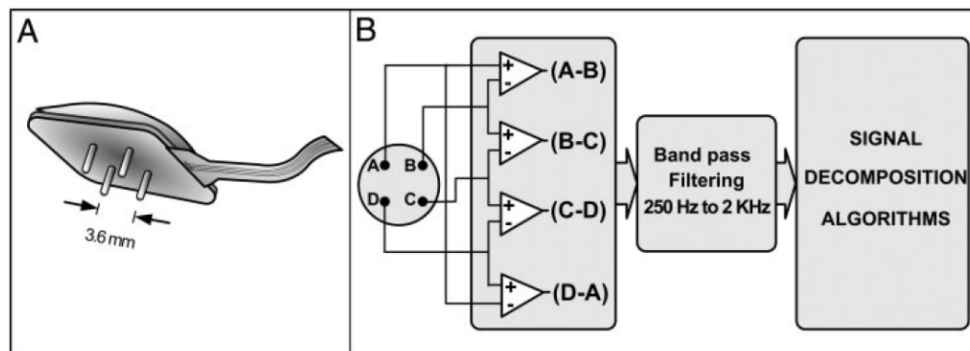 A
3.6 mm
B
A
B
D
C
+
-
(A-B)
+
-
(B-C)
+
-
(C-D)
+
-
(D-A)
Band pass
Filtering
250 Hz to 2 KHz
SIGNAL
DECOMPOSITION
ALGORITHMS